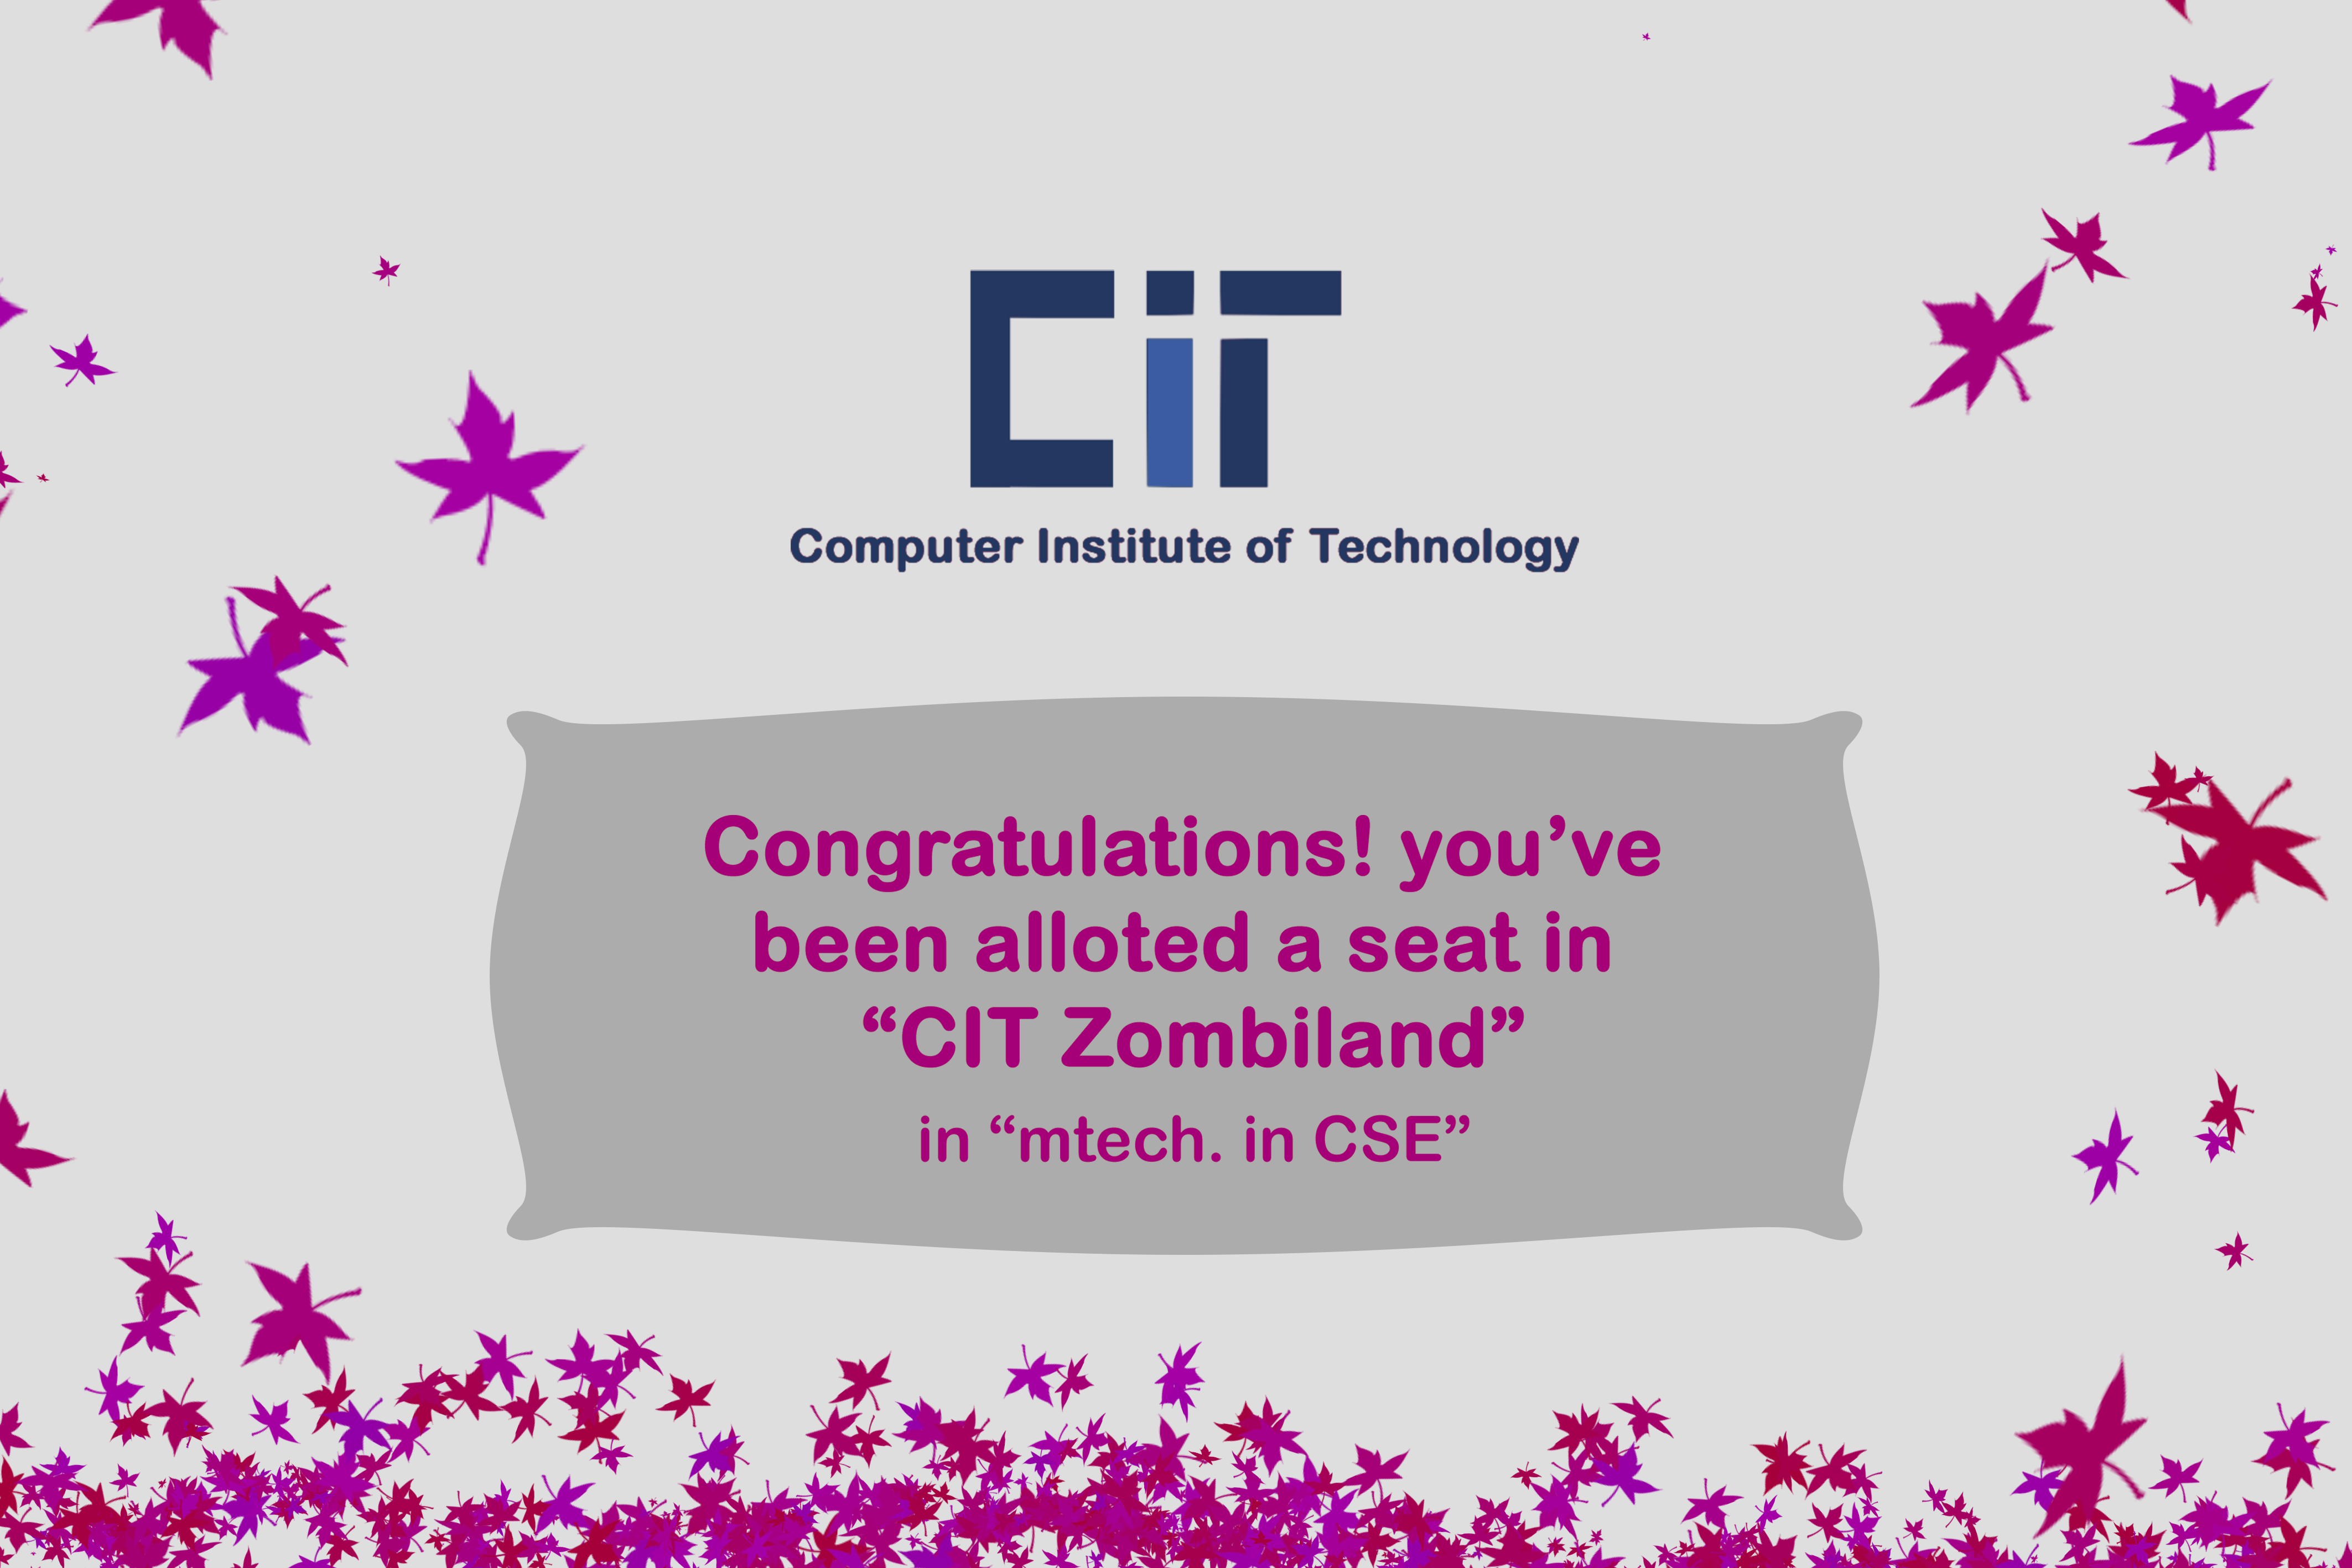 CiT
Computer Institute of Technology
Congratulations! you’ve
been alloted a seat in
“CIT Zombiland”
in “mtech. in CSE”